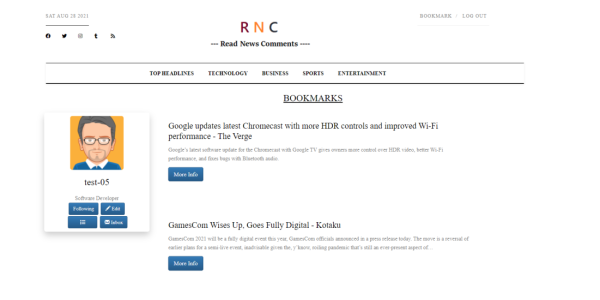 SAT AUG 28 2021
BOOKMARK / LOG OUT
RNC
--- Read News Comments ----
TOP HEADLINES TECHNOLOGY BUSINESS SPORTS ENTERTAINMENT
BOOKMARKS
test-05
Software Developer
Following Edit
Inbox
Google updates latest Chromecast with more HDR controls and improved Wi-Fi
performance - The Verge
Google's latest software update for the Chromecast with Google TV gives owners more control over HDR video, better Wi-Fi
performance, and fixes bugs with Bluetooth audio.
More Info
GamesCom Wises Up, Goes Fully Digital - Kotaku
GamesCom 2021 will be a fully digital event this year, GamesCom officials announced in a press release today. The move is a reversal of
earlier plans for a semi-live event, inadvisable given the, y' know, roiling pandemic that's still an ever-present aspect of…
More Info